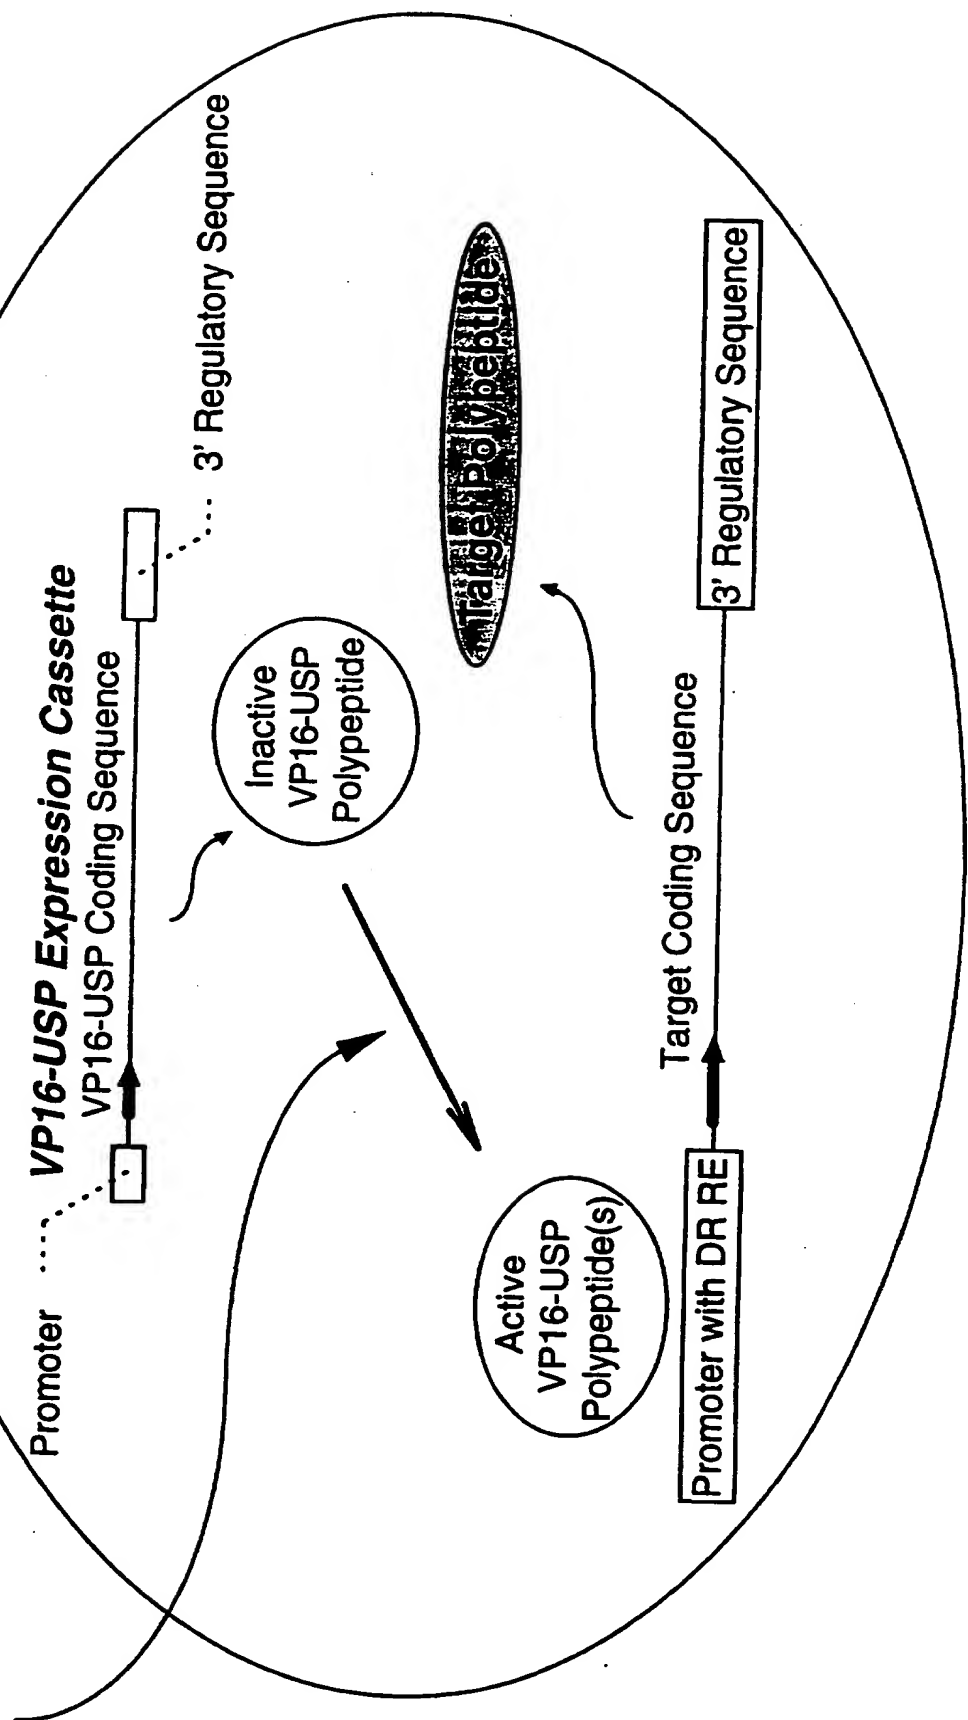 VP16-USP Expression Cassette
Promoter
VP16-USP Coding Sequence
3' Regulatory Sequence
Inactive
VP16-USP
Polypeptide
Active
VP16-USP
Polypeptide(s)
Target Polypeptide
Target Coding Sequence
Promoter with DR RE
3' Regulatory Sequence